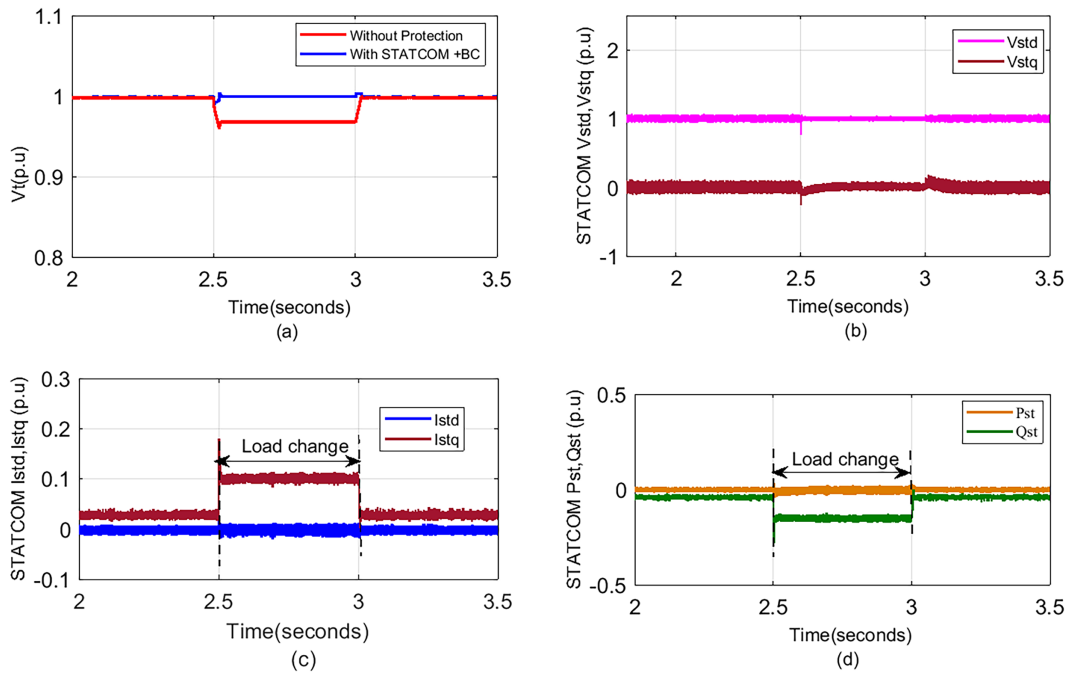 1.1
1
0.9
0.8
Vt(p.u)
Without Protection
With STATCOM +BC
2
2.5
3
3.5
Time(seconds)
(a)
2
1
0
-1
STATCOM Vstd,Vstq (p.u)
Vstd
Vstq
2
2.5
3
3.5
Time(seconds)
(b)
0.3
0.2
0.1
0
-0.1
STATCOM Istd,Istq (p.u)
Istd
Istq
Load change
2
2.5
3
3.5
Time(seconds)
(c)
0.5
0
-0.5
STATCOM Pst,Qst (p.u)
Pst
Qst
Load change
2
2.5
3
3.5
Time(seconds)
(d)